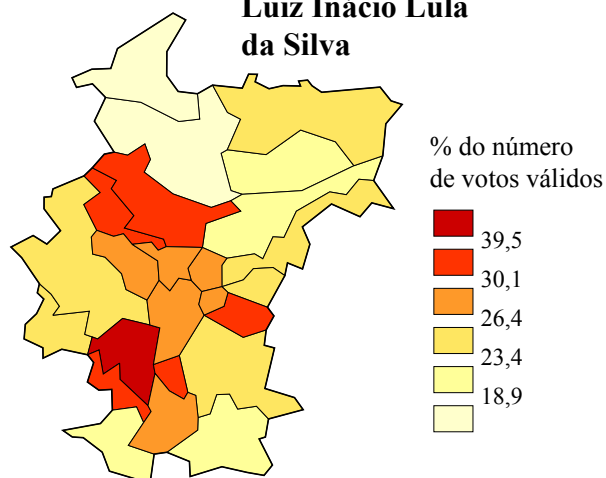 Luiz Inácio Lula
da Silva
% do número
de votos válidos
39,5
30,1
26,4
23,4
18,9